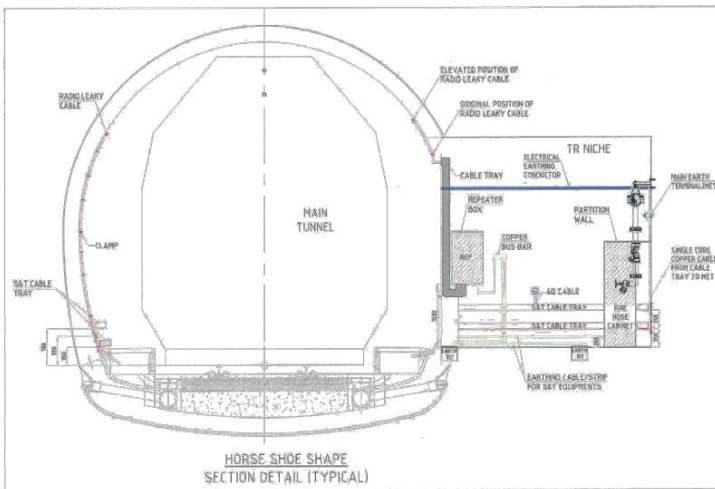 ELEVATED POSITION OF
RADIO LEAKY CABLE
RADIO LEAKY
CABLE
ORIGINAL POSITION OF
RADIO LEAKY CABLE
TR NICHE
ELECTRICAL
EARTHING
CONDUCTOR
CABLE TRAY
MAIN EARTH
REPEATER
BOX
MAIN
TUNNEL
PARTITION
WALL
COPPER
BUS-BAR
CLAMP
REP
SINGLE CORE
COPPER CABLE
FROM CABLE
TRAY TO MET
S&T CABLE
TRAY
6Q CABLE
S&T CABLE TRAY
FIRE
HOSE
CABINET
S&T CABLE TRAY
EARTH
PIT
EARTH
PIT
EARTHING CABLE/STRIP
FOR S&T EQUIPMENTS
HORSE SHOE SHAPE
SECTION DETAIL (TYPICAL)